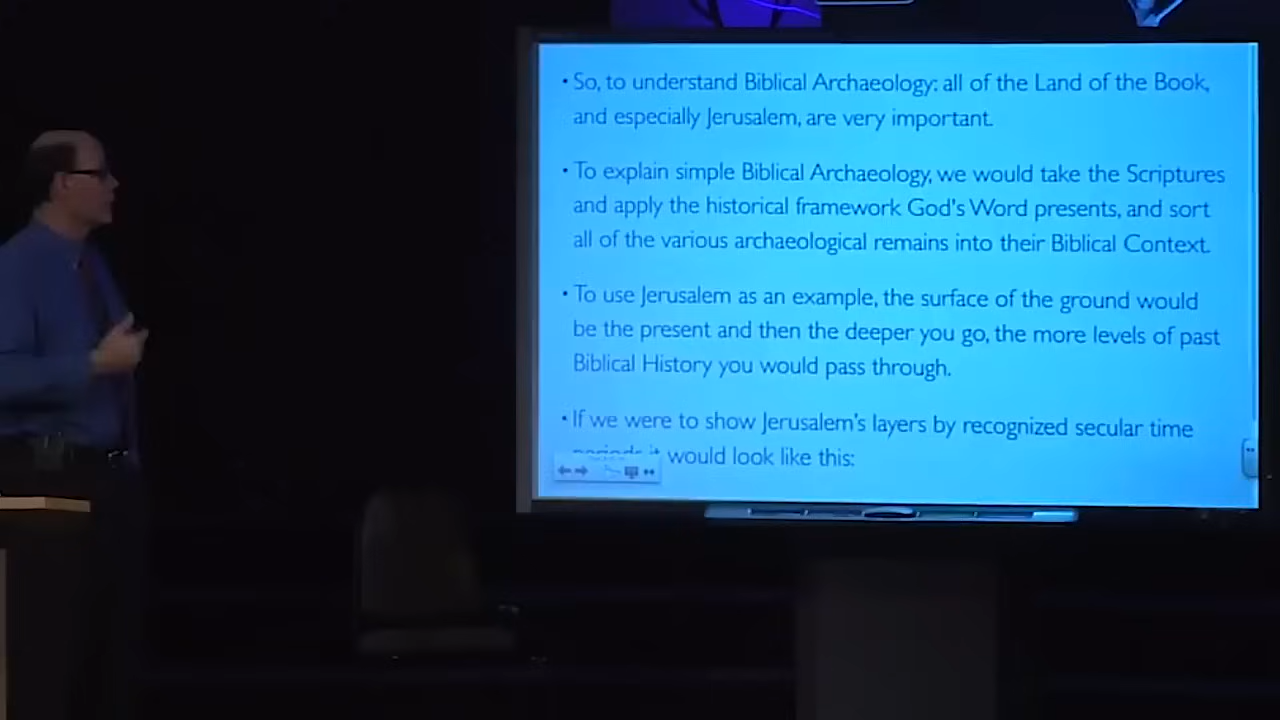 • So, to understand Biblical Archaeology: all of the Land of the Book,
and especially Jerusalem, are very important.
• To explain simple Biblical Archaeology, we would take the Scriptures
and apply the historical framework God's Word presents, and sort
all of the various archaeological remains into their Biblical Context.
• To use Jerusalem as an example, the surface of the ground would
be the present and then the deeper you go, the more levels of past
Biblical History you would pass through.
• If we were to show Jerusalem's layers by recognized secular time
would look like this: